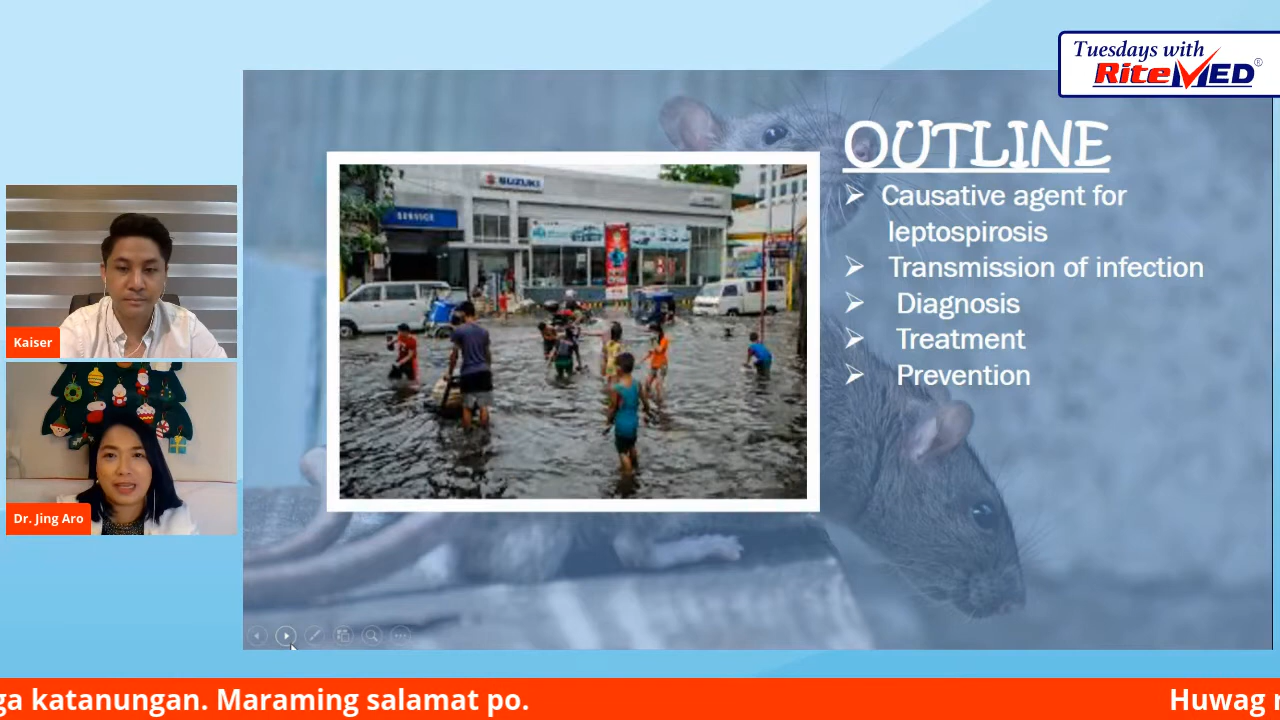 Tuesdays with
RiteMED®
OUTLINE
➢ Causative agent for
leptospirosis
➢ Transmission of infection
➢ Diagnosis
➢ Treatment
➢ Prevention
SUZUKI
SERVICE
Kaiser
Dr. Jing Aro
ga katanungan. Maraming salamat po.
Huwag